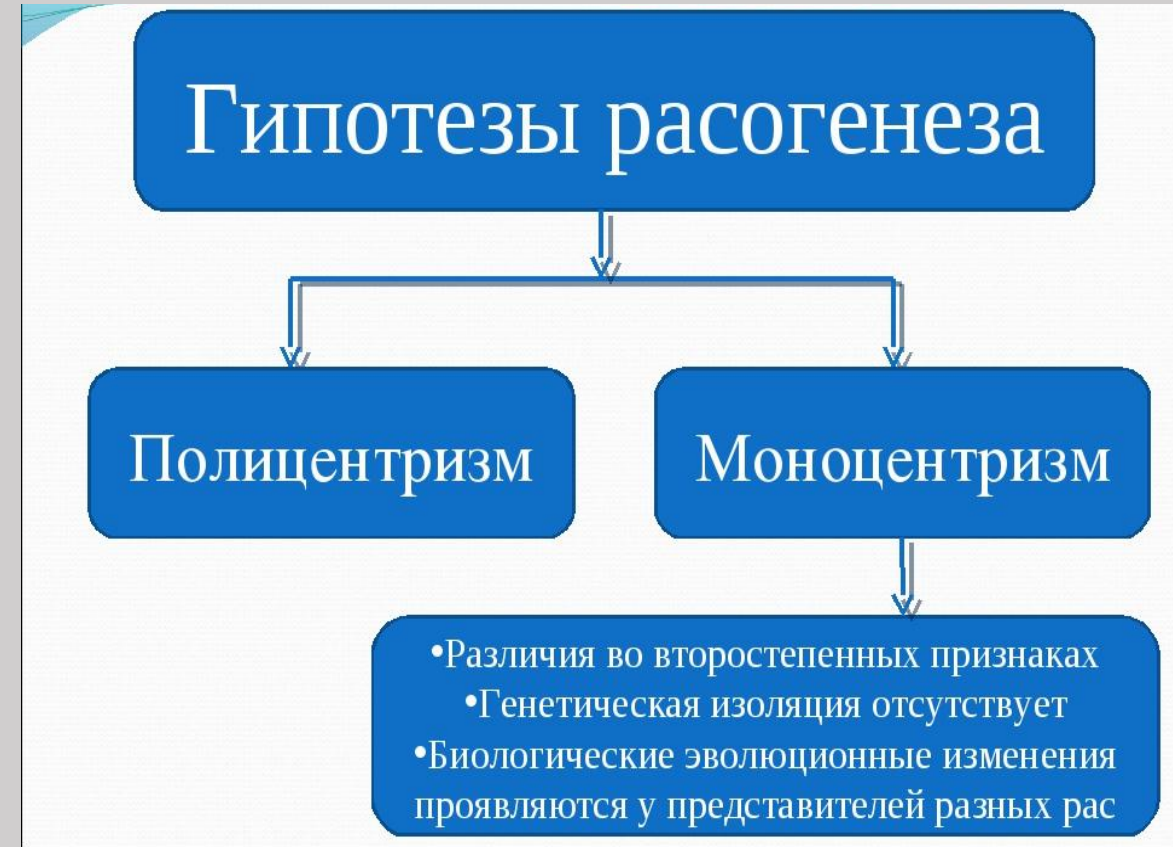 Гипотезы расогенеза
Полицентризм
Моноцентризм
•Различия во второстепенных признаках
•Генетическая изоляция отсутствует
•Биологические эволюционные изменения
проявляются у представителей разных рас